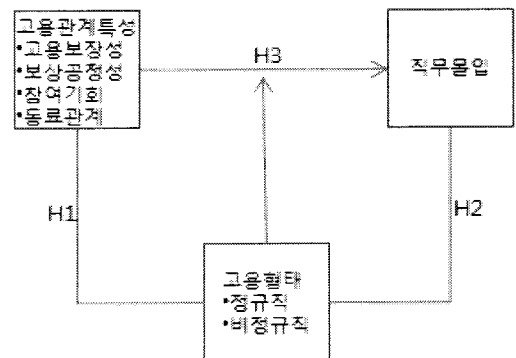 고용관계특성
•고용보장성
•보상공정성
•참여기회
•동료관계
H3
직무몰입
H1
H2
고용형태
•정규직
•비정규직